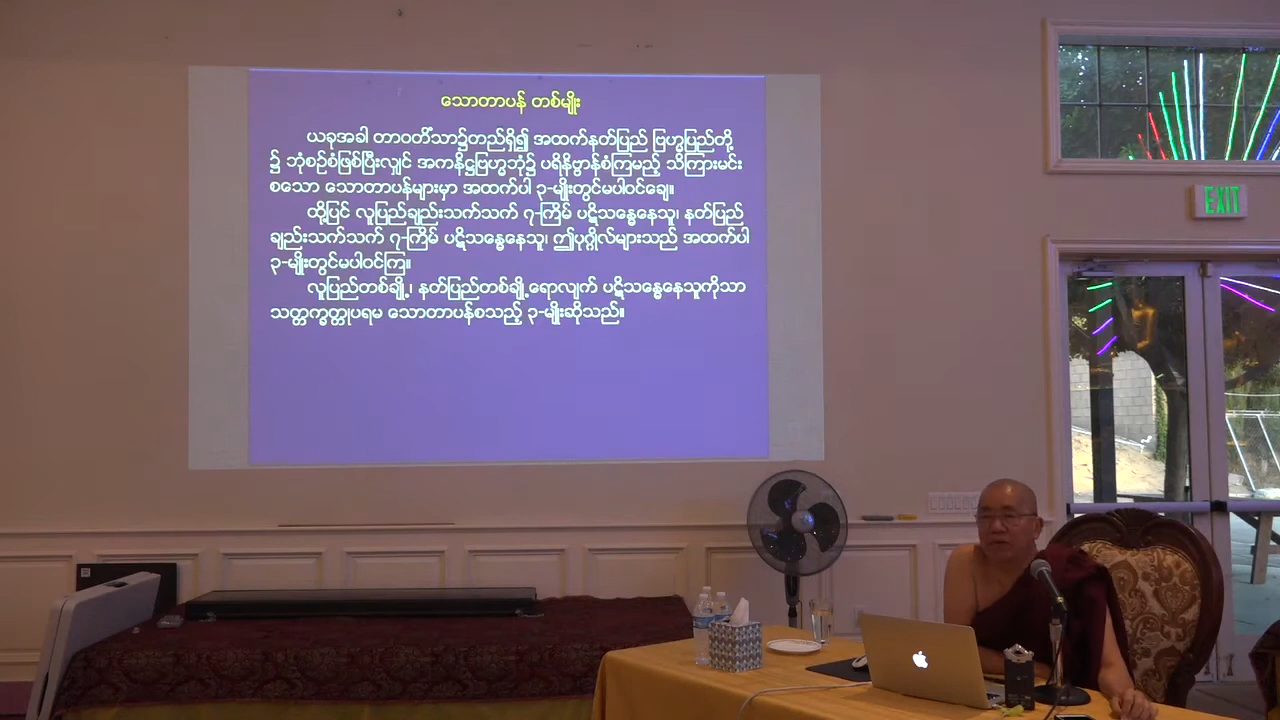 သောတာပန် တစ်မျိုး
ယခုအခါ တာဝတိံသာ၌တည်ရှိ၍ အထက်နတ်ပြည် ဗြဟ္မပြည်တို့
၌ ဘုံစဉ်စံဖြစ်ပြီးလျှင် အကနိဋ္ဌဗြဟ္မဘုံ၌ ပရိနိဗ္ဗာန်စံကြမည့် သိကြားမင်း
စသော သောတာပန်များမှာ အထက်ပါ ၃-မျိုးတွင်မပါဝင်ချေ။
ထို့ပြင် လူပြည်ချည်းသက်သက် ၇-ကြိမ် ပဋိသန္ဓေနေသူ၊ နတ်ပြည်
ချည်းသက်သက် ၇-ကြိမ် ပဋိသန္ဓေနေသူ၊ ဤပုဂ္ဂိုလ်များသည် အထက်ပါ
၃-မျိုးတွင်မပါဝင်ကြ။
လူပြည်တစ်ချို့၊ နတ်ပြည်တစ်ချို့ရောလျက် ပဋိသန္ဓေနေသူကိုသာ
သတ္တက္ခတ္တုပရမ သောတာပန်စသည့် ၃-မျိုးဆိုသည်။
EXIT